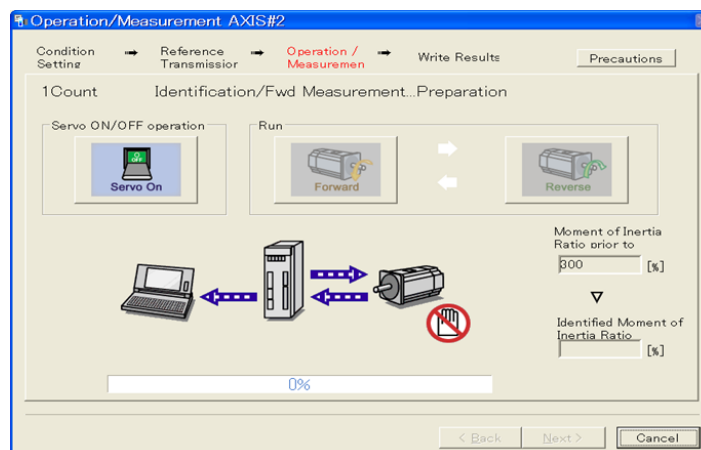 Operation/Measurement AXIS#2
Condition Setting
Reference Transmissior
Operation / Measuremen
Write Results
Precautions
1Count Identification/Fwd Measurement...Preparation
Servo ON/OFF operation
Run
OFF
Servo On
Forward
Reverse
Moment of Inertia
Ratio prior to
300 [%]
Identified Moment of
Inertia Ratio
[%]
0%
< Back
Next >
Cancel